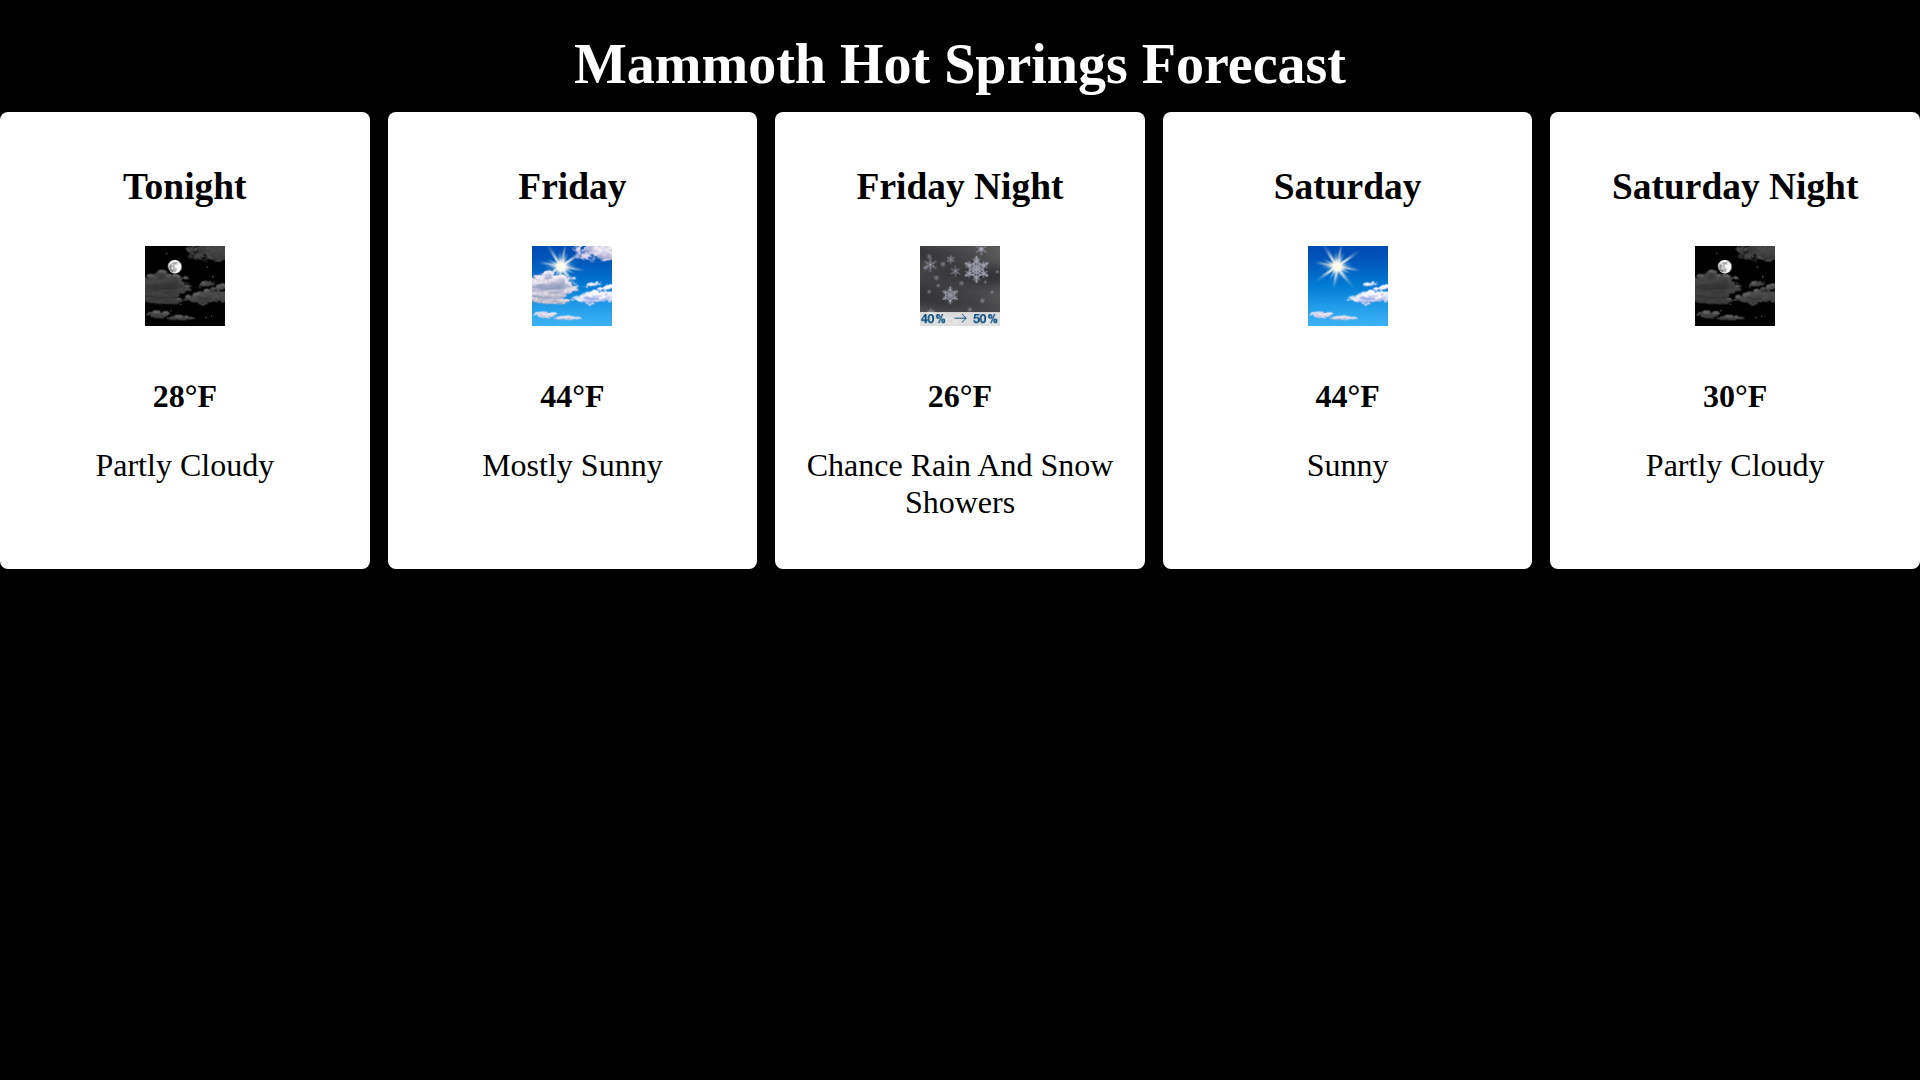 Mammoth Hot Springs Forecast
Tonight
28°F
Partly Cloudy
Friday
44°F
Mostly Sunny
Friday Night
40% → 50%
26°F
Chance Rain And Snow
Showers
Saturday
44°F
Sunny
Saturday Night
30°F
Partly Cloudy